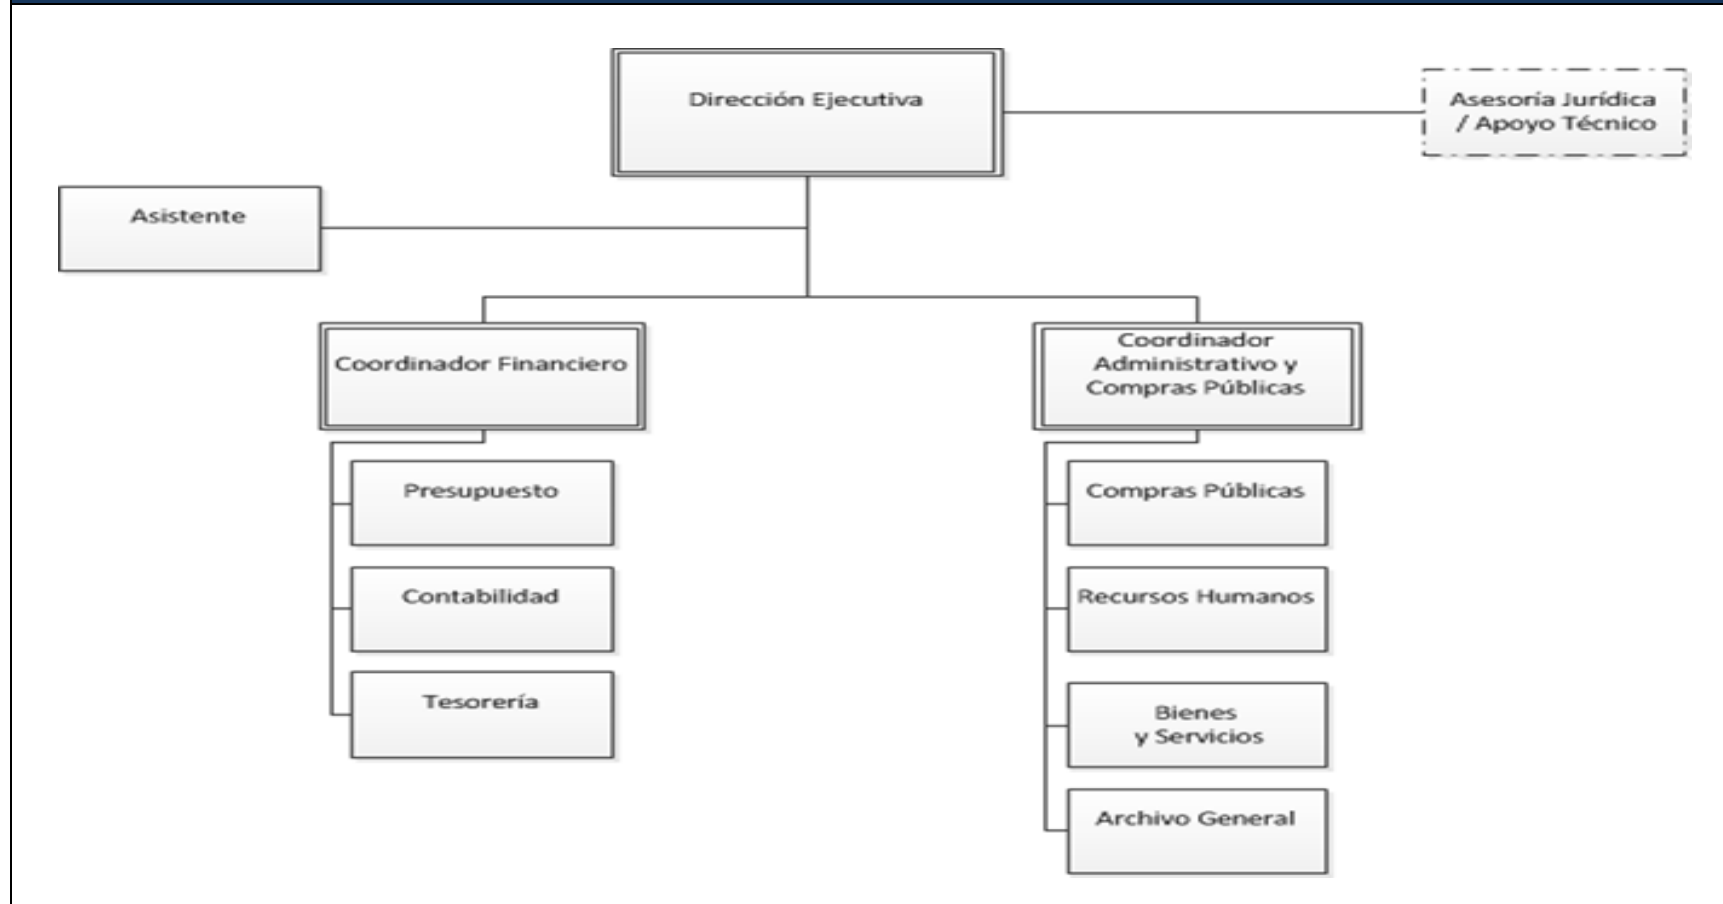 Dirección Ejecutiva
Asesoría Jurídica
/ Apoyo Técnico
Asistente
Coordinador Financiero
Coordinador
Administrativo y
Compras Públicas
Presupuesto
Contabilidad
Tesorería
Compras Públicas
Recursos Humanos
Bienes
y Servicios
Archivo General